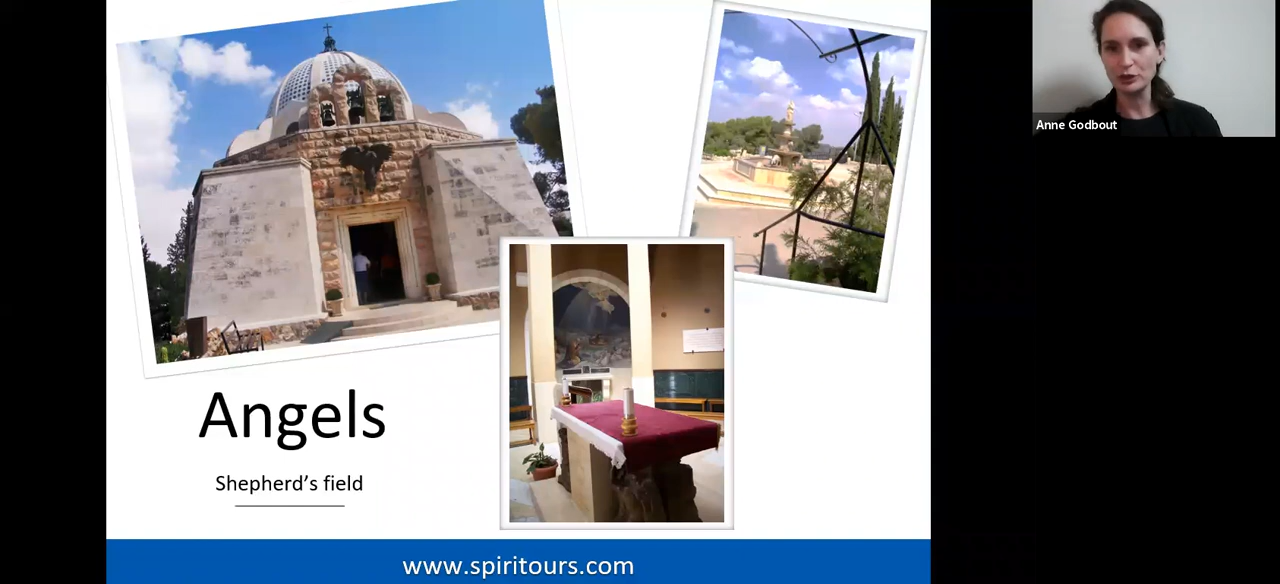 Anne Godbout
Angels
Shepherd’s field
www.spiritours.com